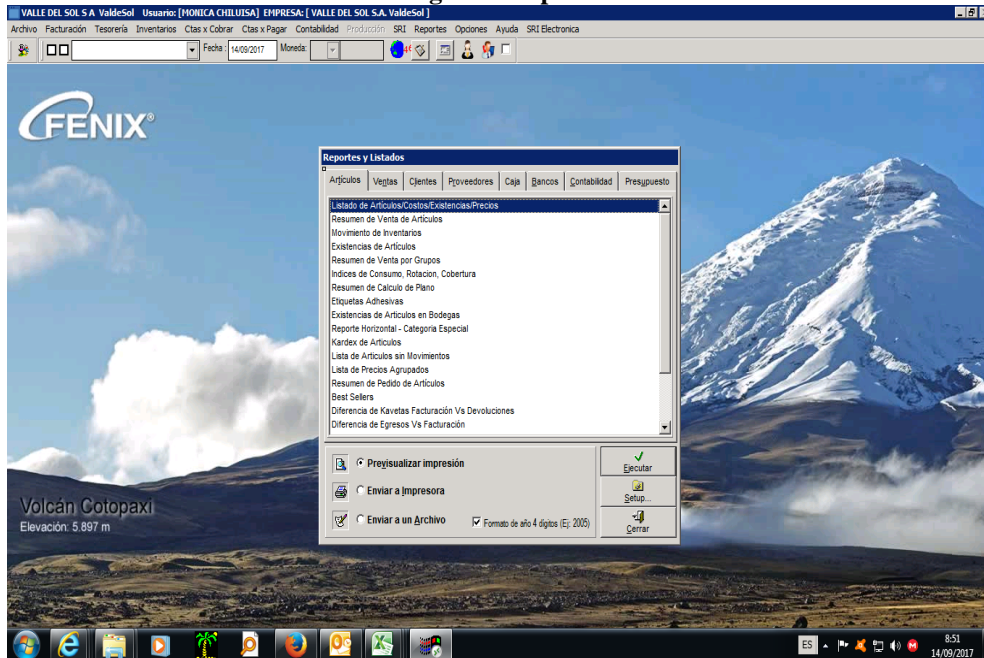 VALLE DEL SOL S A ValdeSol Usuario: [MONICA CHILUISA] EMPRESA: [ VALLE DEL SOL S.A. ValdeSol ]
Archivo Facturación Tesorería Inventarios Ctas x Cobrar Ctas x Pagar Contabilidad Producción SRI Reportes Opciones Ayuda SRI Electronica
Fecha : 14/09/2017 Moneda:
FENIX
Reportes y Listados
Artículos Ventas Clientes Proveedores Caja Bancos Contabilidad Presupuesto
Listado de Articulos/Costos/Existencias/Precios
Resumen de Venta de Articulos
Movimiento de Inventarios
Existencias de Artículos
Resumen de Venta por Grupos
Indices de Consumo, Rotacion, Cobertura
Resumen de Calculo de Plano
Etiquetas Adhesivas
Existencias de Articulos en Bodegas
Reporte Horizontal - Categoria Especial
Kardex de Articulos
Lista de Articulos sin Movimientos
Lista de Precios Agrupados
Resumen de Pedido de Artículos
Best Sellers
Diferencia de Kavetas Facturación Vs Devoluciones
Diferencia de Egresos Vs Facturación
Previsualizar impresión
Enviar a Impresora
Enviar a un Archivo
Formato de año 4 digitos (Ej: 2005)
Ejecutar
Setup...
Cerrar
Volcán Cotopaxi
Elevación: 5.897 m
ES
8:51
14/09/2017